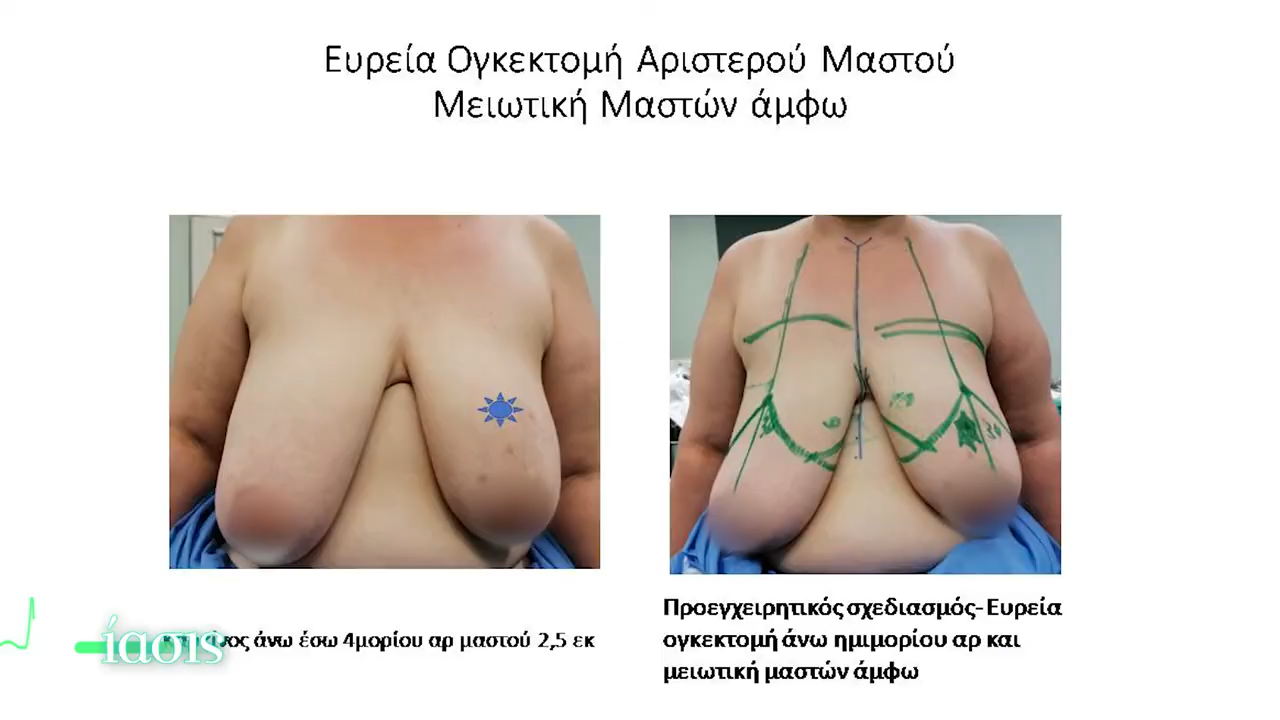 Ευρεία Ογκεκτομή Αριστερού Μαστού
Μειωτική Μαστών άμφω
άνω έσω 4μορίου αρ μαστού 2,5 εκ
ίασις
Προεγχειρητικός σχεδιασμός- Ευρεία
ογκεκτομή άνω ημιμορίου αρ και
μειωτική μαστών άμφω